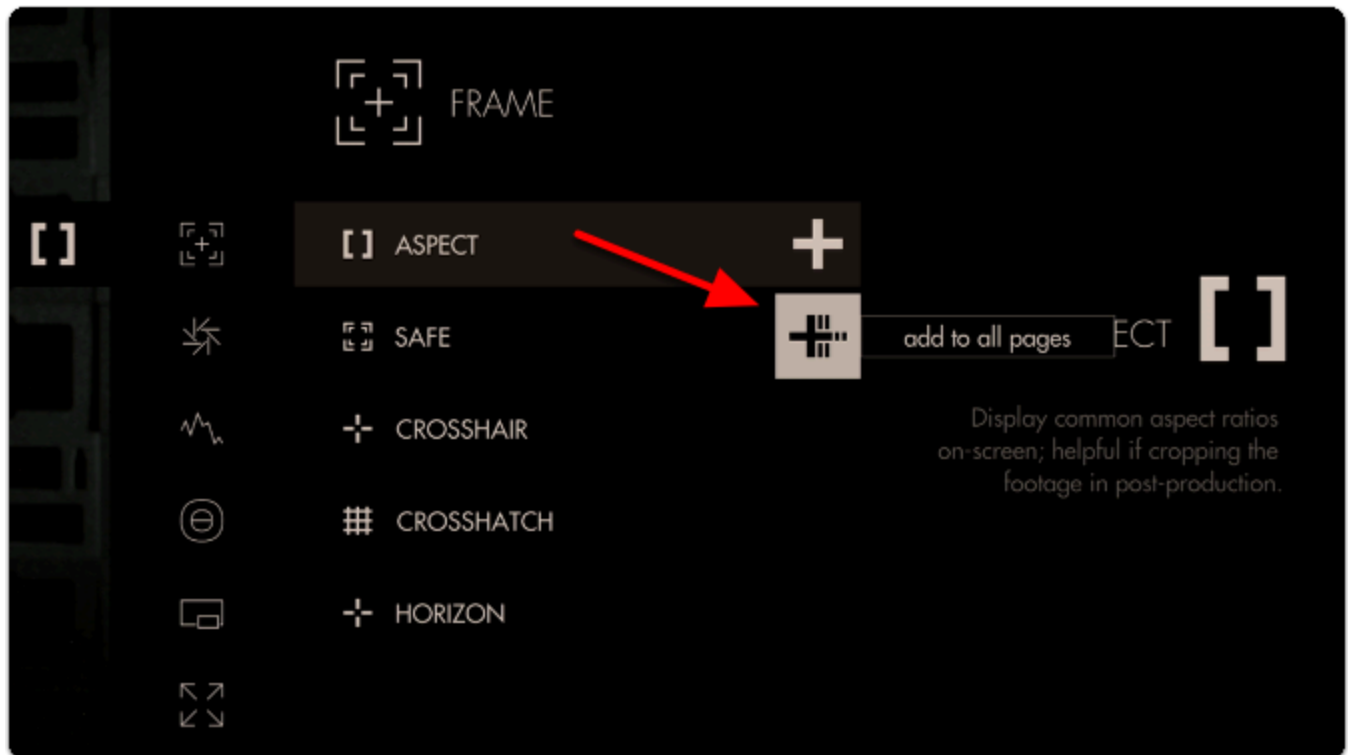 FRAME
ASPECT
SAFE
add to all pages
ECT
Display common aspect ratios
on-screen; helpful if cropping the
footage in post-production.
CROSSHAIR
CROSSHATCH
HORIZON